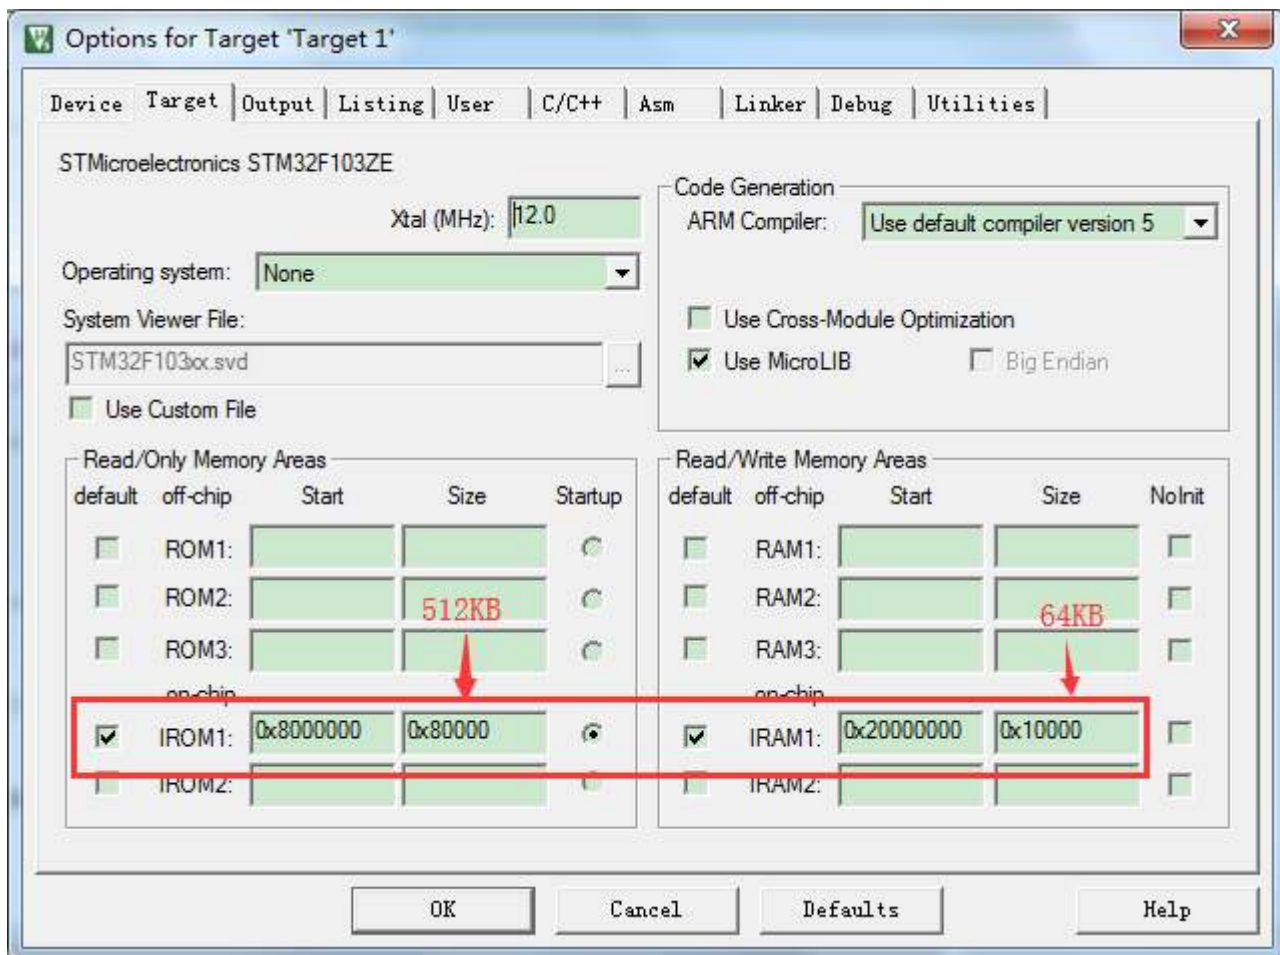 Options for Target 'Target 1'
Device Target Output Listing User C/C++ Asm Linker Debug Utilities
STMicroelectronics STM32F103ZE
Xtal (MHz): 12.0
Operating system: None
System Viewer File:
STM32F103xx.svd ...
Use Custom File
Code Generation
ARM Compiler: Use default compiler version 5
Use Cross-Module Optimization
Use MicroLIB Big Endian
Read/Only Memory Areas
default off-chip Start Size Startup
ROM1:
ROM2:
512KB
ROM3:
on-chip
IROM1: 0x8000000 0x80000
IROM2:
Read/Write Memory Areas
default off-chip Start Size NoInit
RAM1:
RAM2:
64KB
RAM3:
on-chip
IRAM1: 0x20000000 0x10000
IRAM2:
OK Cancel Defaults Help